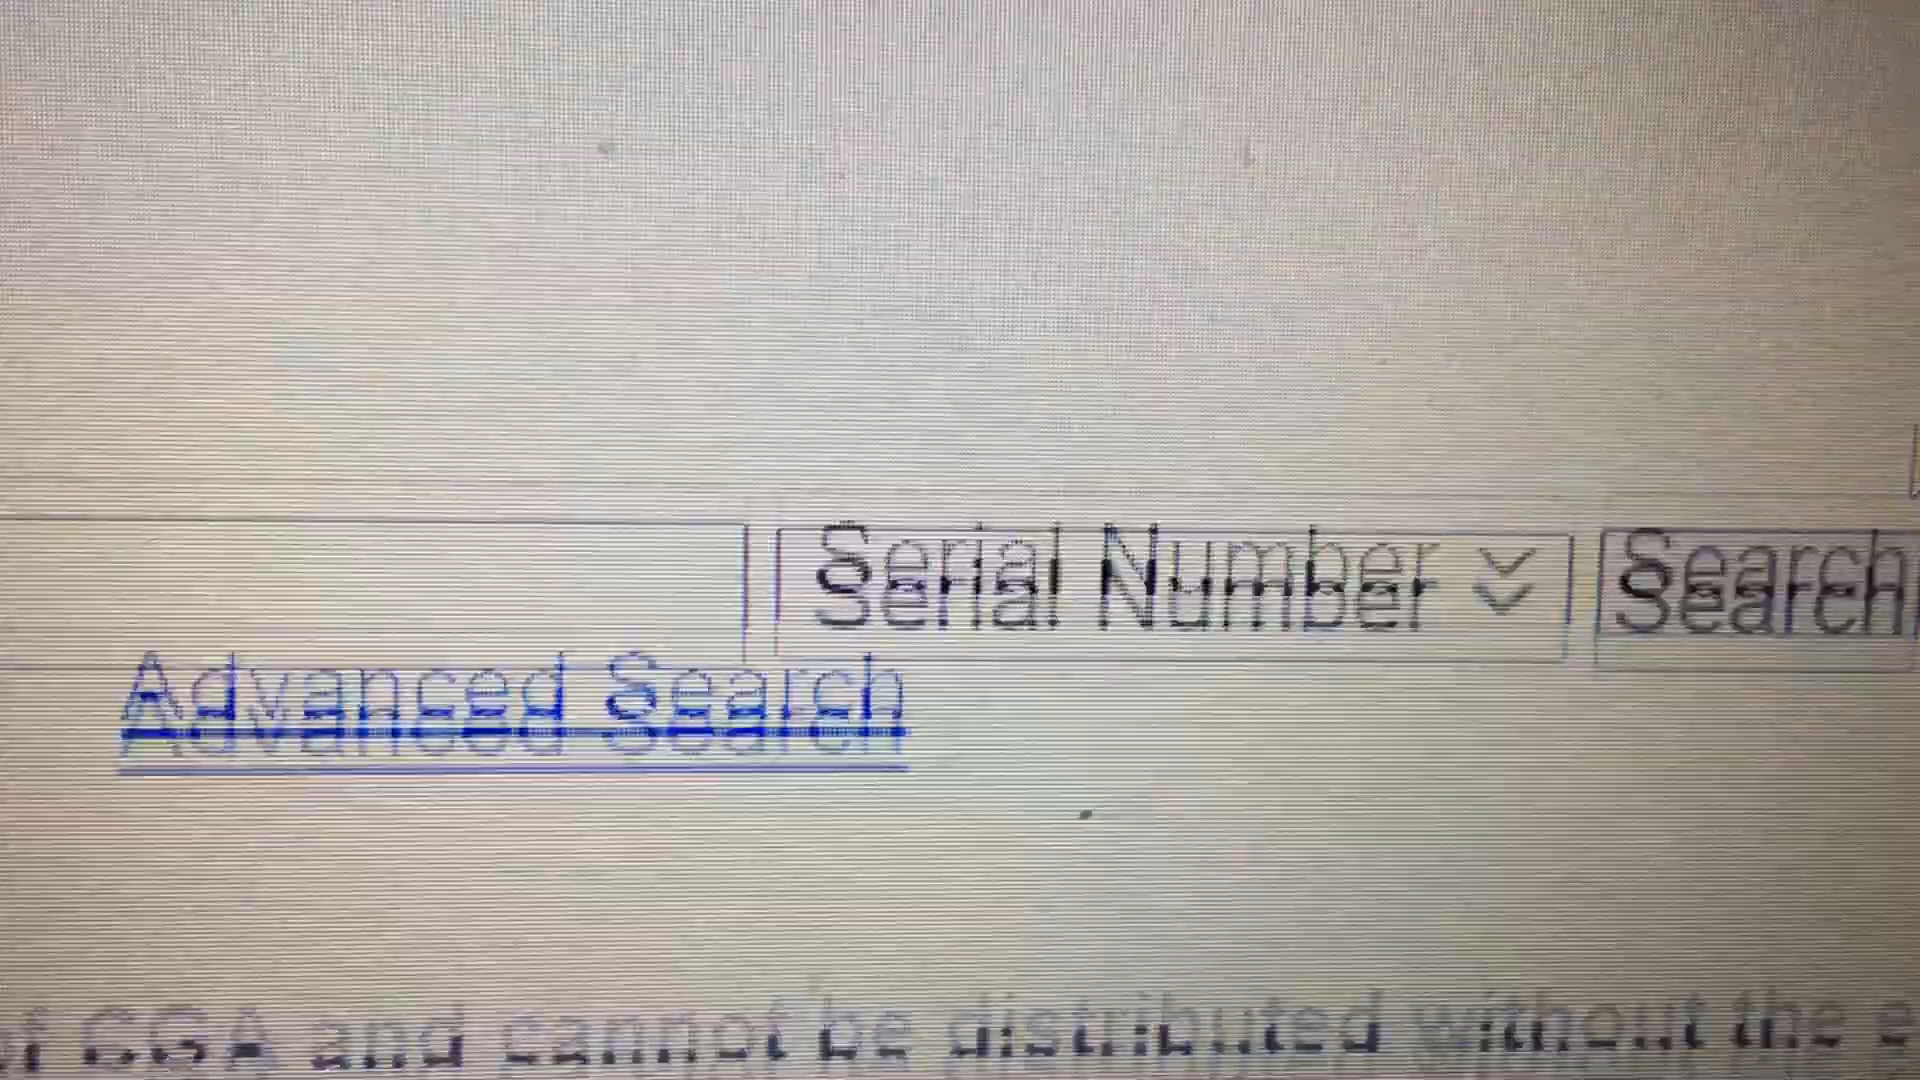 Serial Number Search
Advanced Search
of CGA and cannot be distributed without the